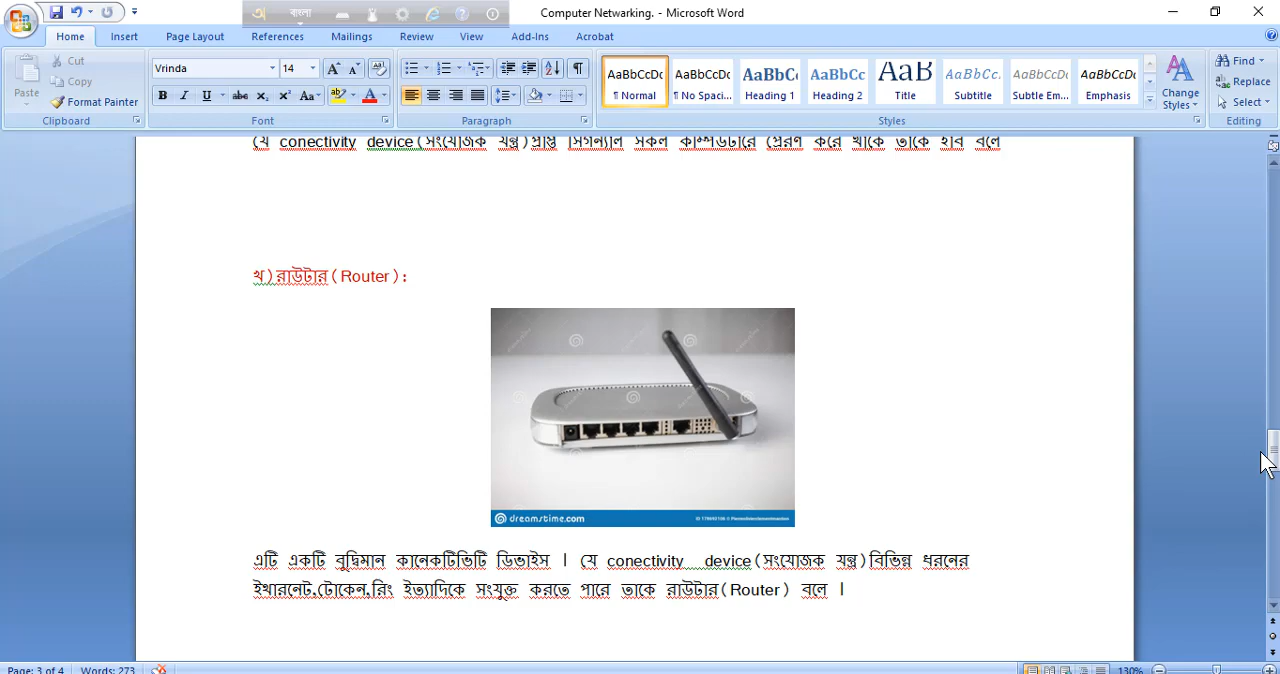 বাংলা
Computer Netwarking. - Microsoft Word
Home Insert Page Layout References Mailings Review View Add-Ins Acrobat
Paste
Cut
Copy
Format Painter
Clipboard
Vrinda 14
Font
Paragraph
AaBbCcDc AaBbCcDc AaBbC AaBbCc AaB AaBbCc. AaBbCcDc AaBbCcDc
¶ Normal ¶ No Spaci... Heading 1 Heading 2 Title Subtitle Subtle Em... Emphasis
Change Styles
Styles
Find
Replace
Select
Editing
যে conectivity device(সংযোজক যন্ত্র)প্রাপ্ত সিগন্যাল সকল কম্পিউটারে প্রেরণ করে থাকে তাকে হাব বলে
খ)রাউটার(Router):
dreamstime.com
এটি একটি বুদ্ধিমান কানেকটিভিটি ডিভাইস । যে conectivity device(সংযোজক যন্ত্র)বিভিন্ন ধরনের
ইথারনেট,টোকেন,রিং ইত্যাদিকে সংযুক্ত করতে পারে তাকে রাউটার(Router) বলে ।
Page: 3 of 4 Words: 273 130%